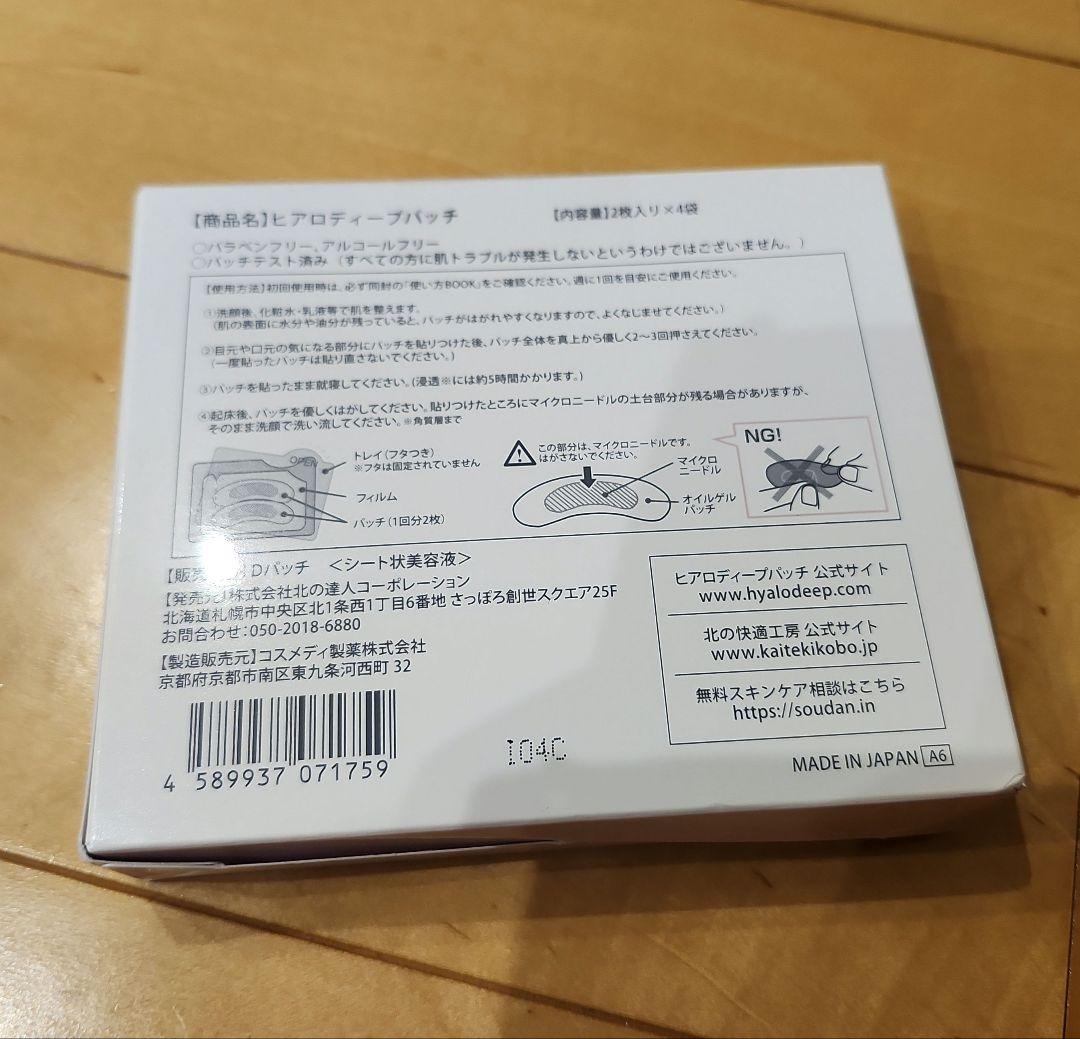 【商品名】ヒアロディープパッチ 【内容量】2枚入り×4袋
○パラベンフリー、アルコールフリー
○パッチテスト済み（すべての方に肌トラブルが発生しないというわけではございません。）
【使用方法】初回使用時は、必ず同封の「使い方BOOK」をご確認ください。週に1回を目安にご使用ください。
①洗顔後、化粧水・乳液等で肌を整えます。
（肌の表面に水分や油分が残っていると、パッチがはがれやすくなりますので、よくなじませてください。）
②目元や口元の気になる部分にパッチを貼りつけた後、パッチ全体を真上から優しく2～3回押さえてください。
（一度貼ったパッチは貼り直さないでください。）
③パッチを貼ったまま就寝してください。（浸透※には約5時間かかります。）
④起床後、パッチを優しくはがしてください。貼りつけたところにマイクロニードルの土台部分が残る場合がありますが、
そのまま洗顔で洗い流してください。※角質層まで
OPEN
トレイ（フタつき）
※フタは固定されていません
フィルム
パッチ（1回分2枚）
この部分は、マイクロニードルです。
はがさないでください。
マイクロ
ニードル
オイルゲル
パッチ
NG!
【販 Dパッチ ＜シート状美容液＞
【発売元】株式会社北の達人コーポレーション
北海道札幌市中央区北1条西1丁目6番地 さっぽろ創世スクエア25F
お問合わせ：050-2018-6880
【製造販売元】コスメディ製薬株式会社
京都府京都市南区東九条河西町 32
ヒアロディープパッチ 公式サイト
www.hyalodeep.com
北の快適工房 公式サイト
www.kaitekikobo.jp
無料スキンケア相談はこちら
https://soudan.in
4 589937 071759
I04C
MADE IN JAPAN A6